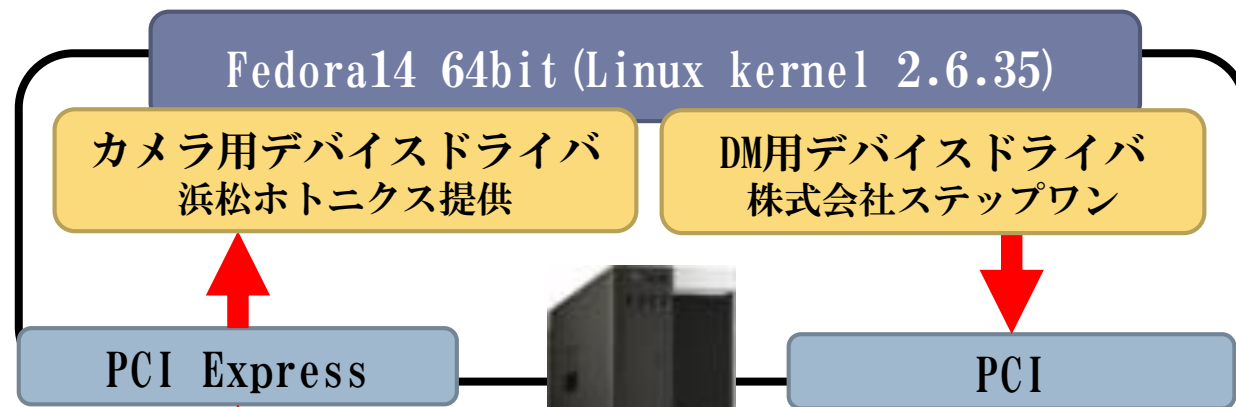 Fedora14 64bit(Linux kernel 2.6.35)
カメラ用デバイスドライバ
浜松ホトニクス提供
DM用デバイスドライバ
株式会社ステップワン
PCI Express
PCI